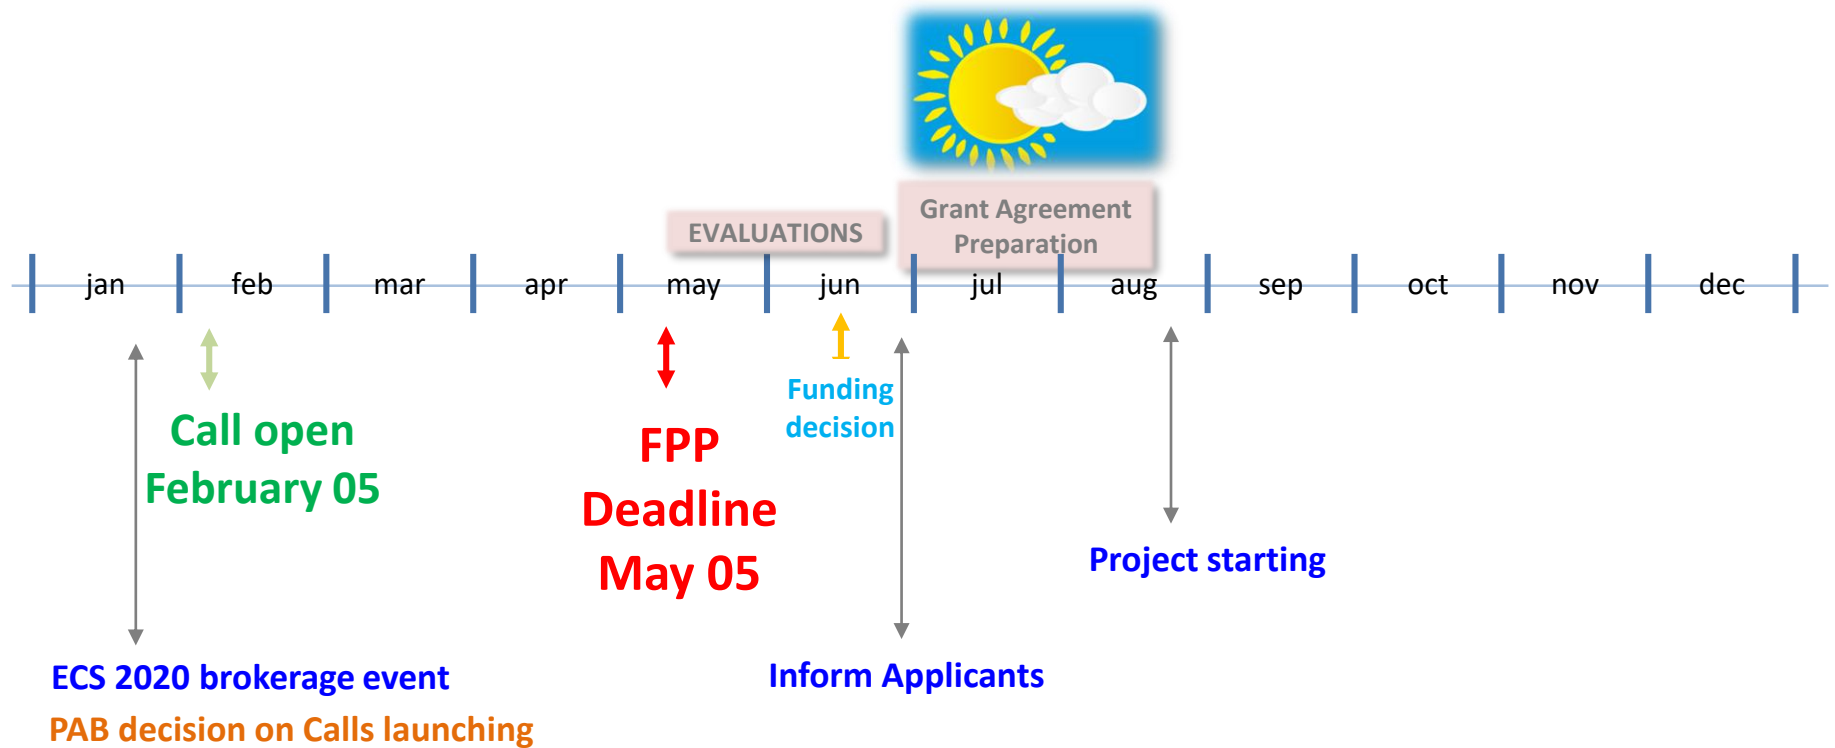 Grant Agreement
Preparation
EVALUATIONS
jan feb mar apr may jun jul aug sep oct nov dec
Call open
February 05
FPP
Deadline
May 05
Funding
decision
Project starting
Inform Applicants
ECS 2020 brokerage event
PAB decision on Calls launching